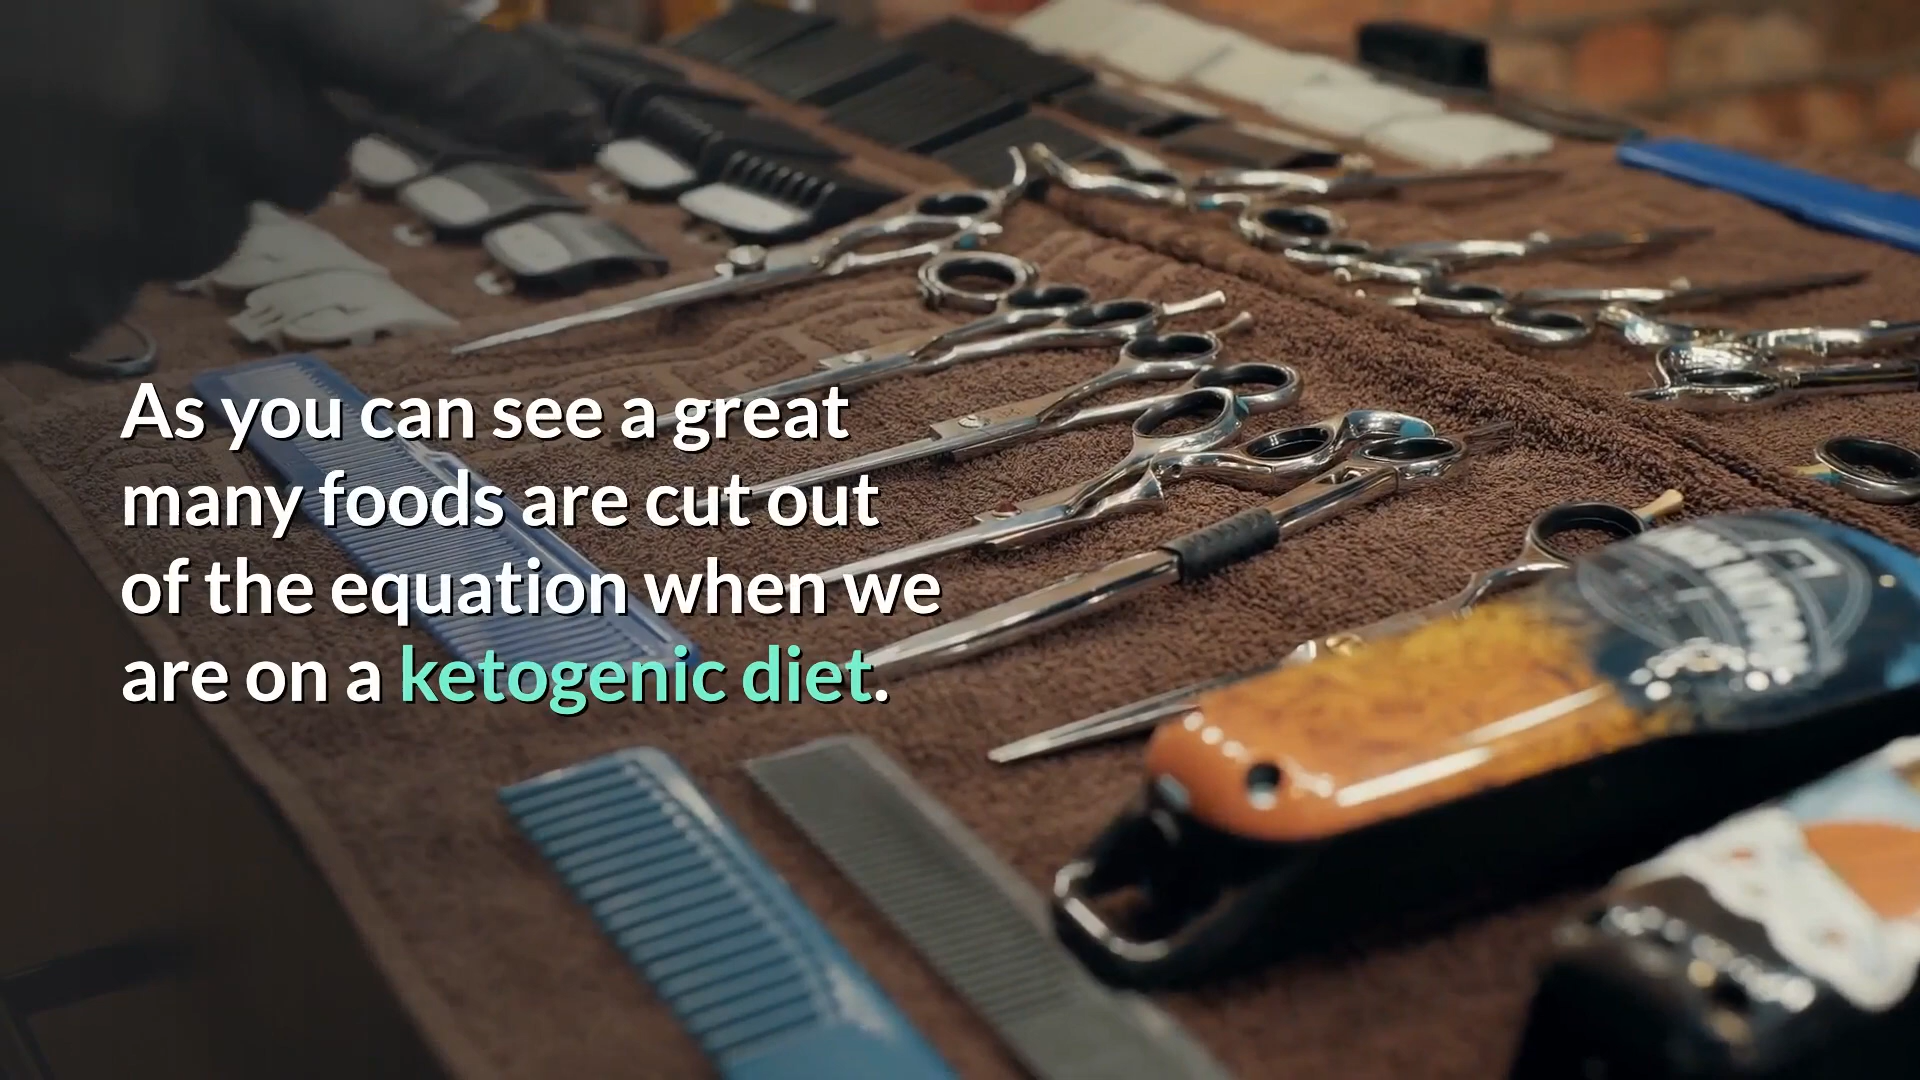 As you can see a great
many foods are cut out
of the equation when we
are on a ketogenic diet.